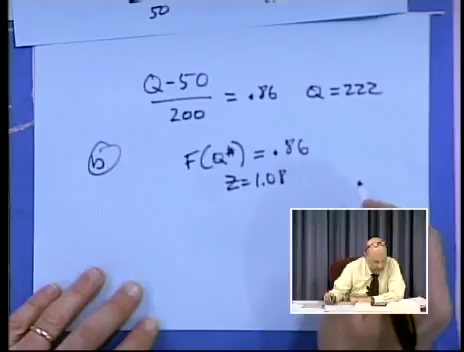 50
Q-50
200
= .86 Q = 222
b F(Q*) = .86
z=1.08